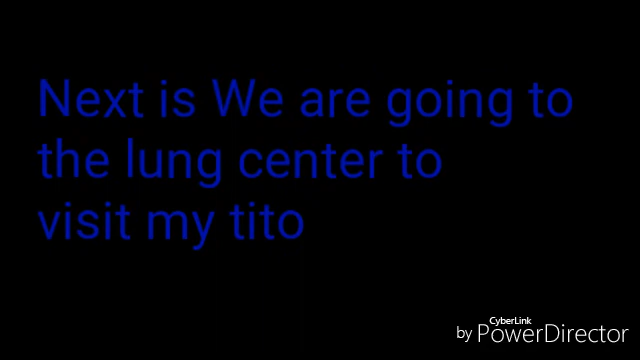 Next is We are going to
the lung center to
visit my tito
CyberLink
by PowerDirector